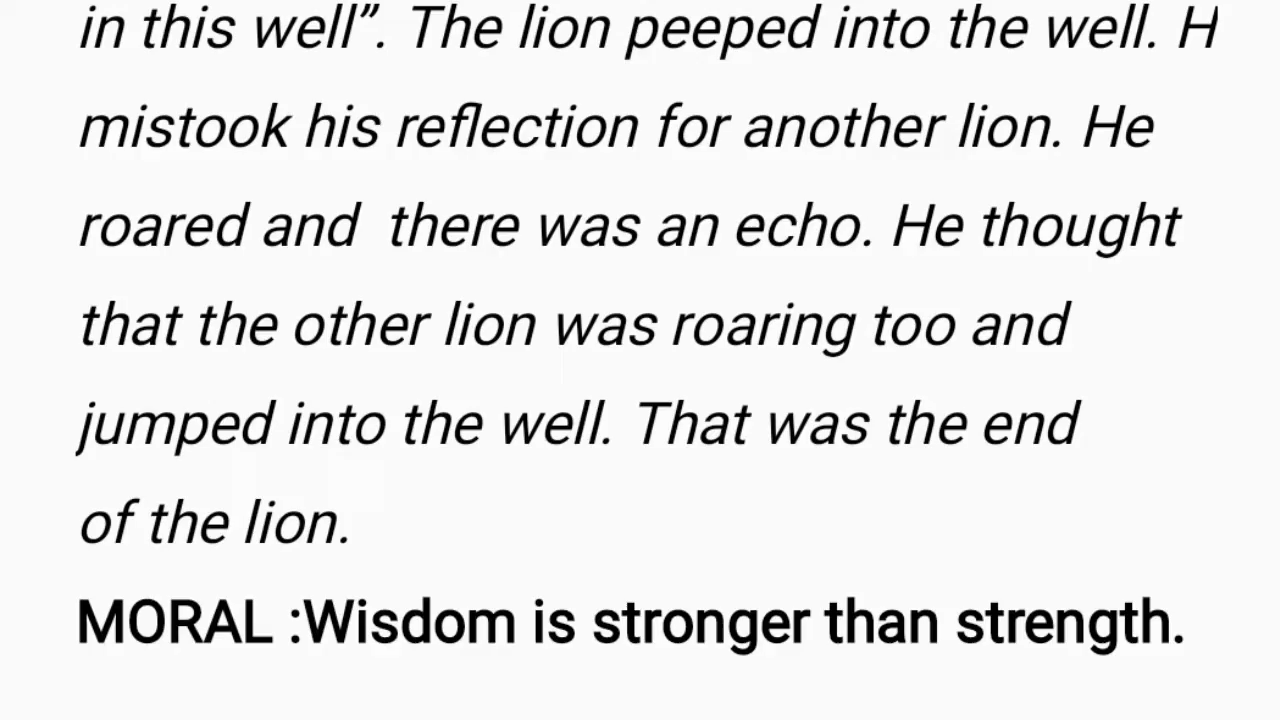 in this well”. The lion peeped into the well. H
mistook his reflection for another lion. He
roared and  there was an echo. He thought
that the other lion was roaring too and
jumped into the well. That was the end
of the lion.
MORAL :Wisdom is stronger than strength.